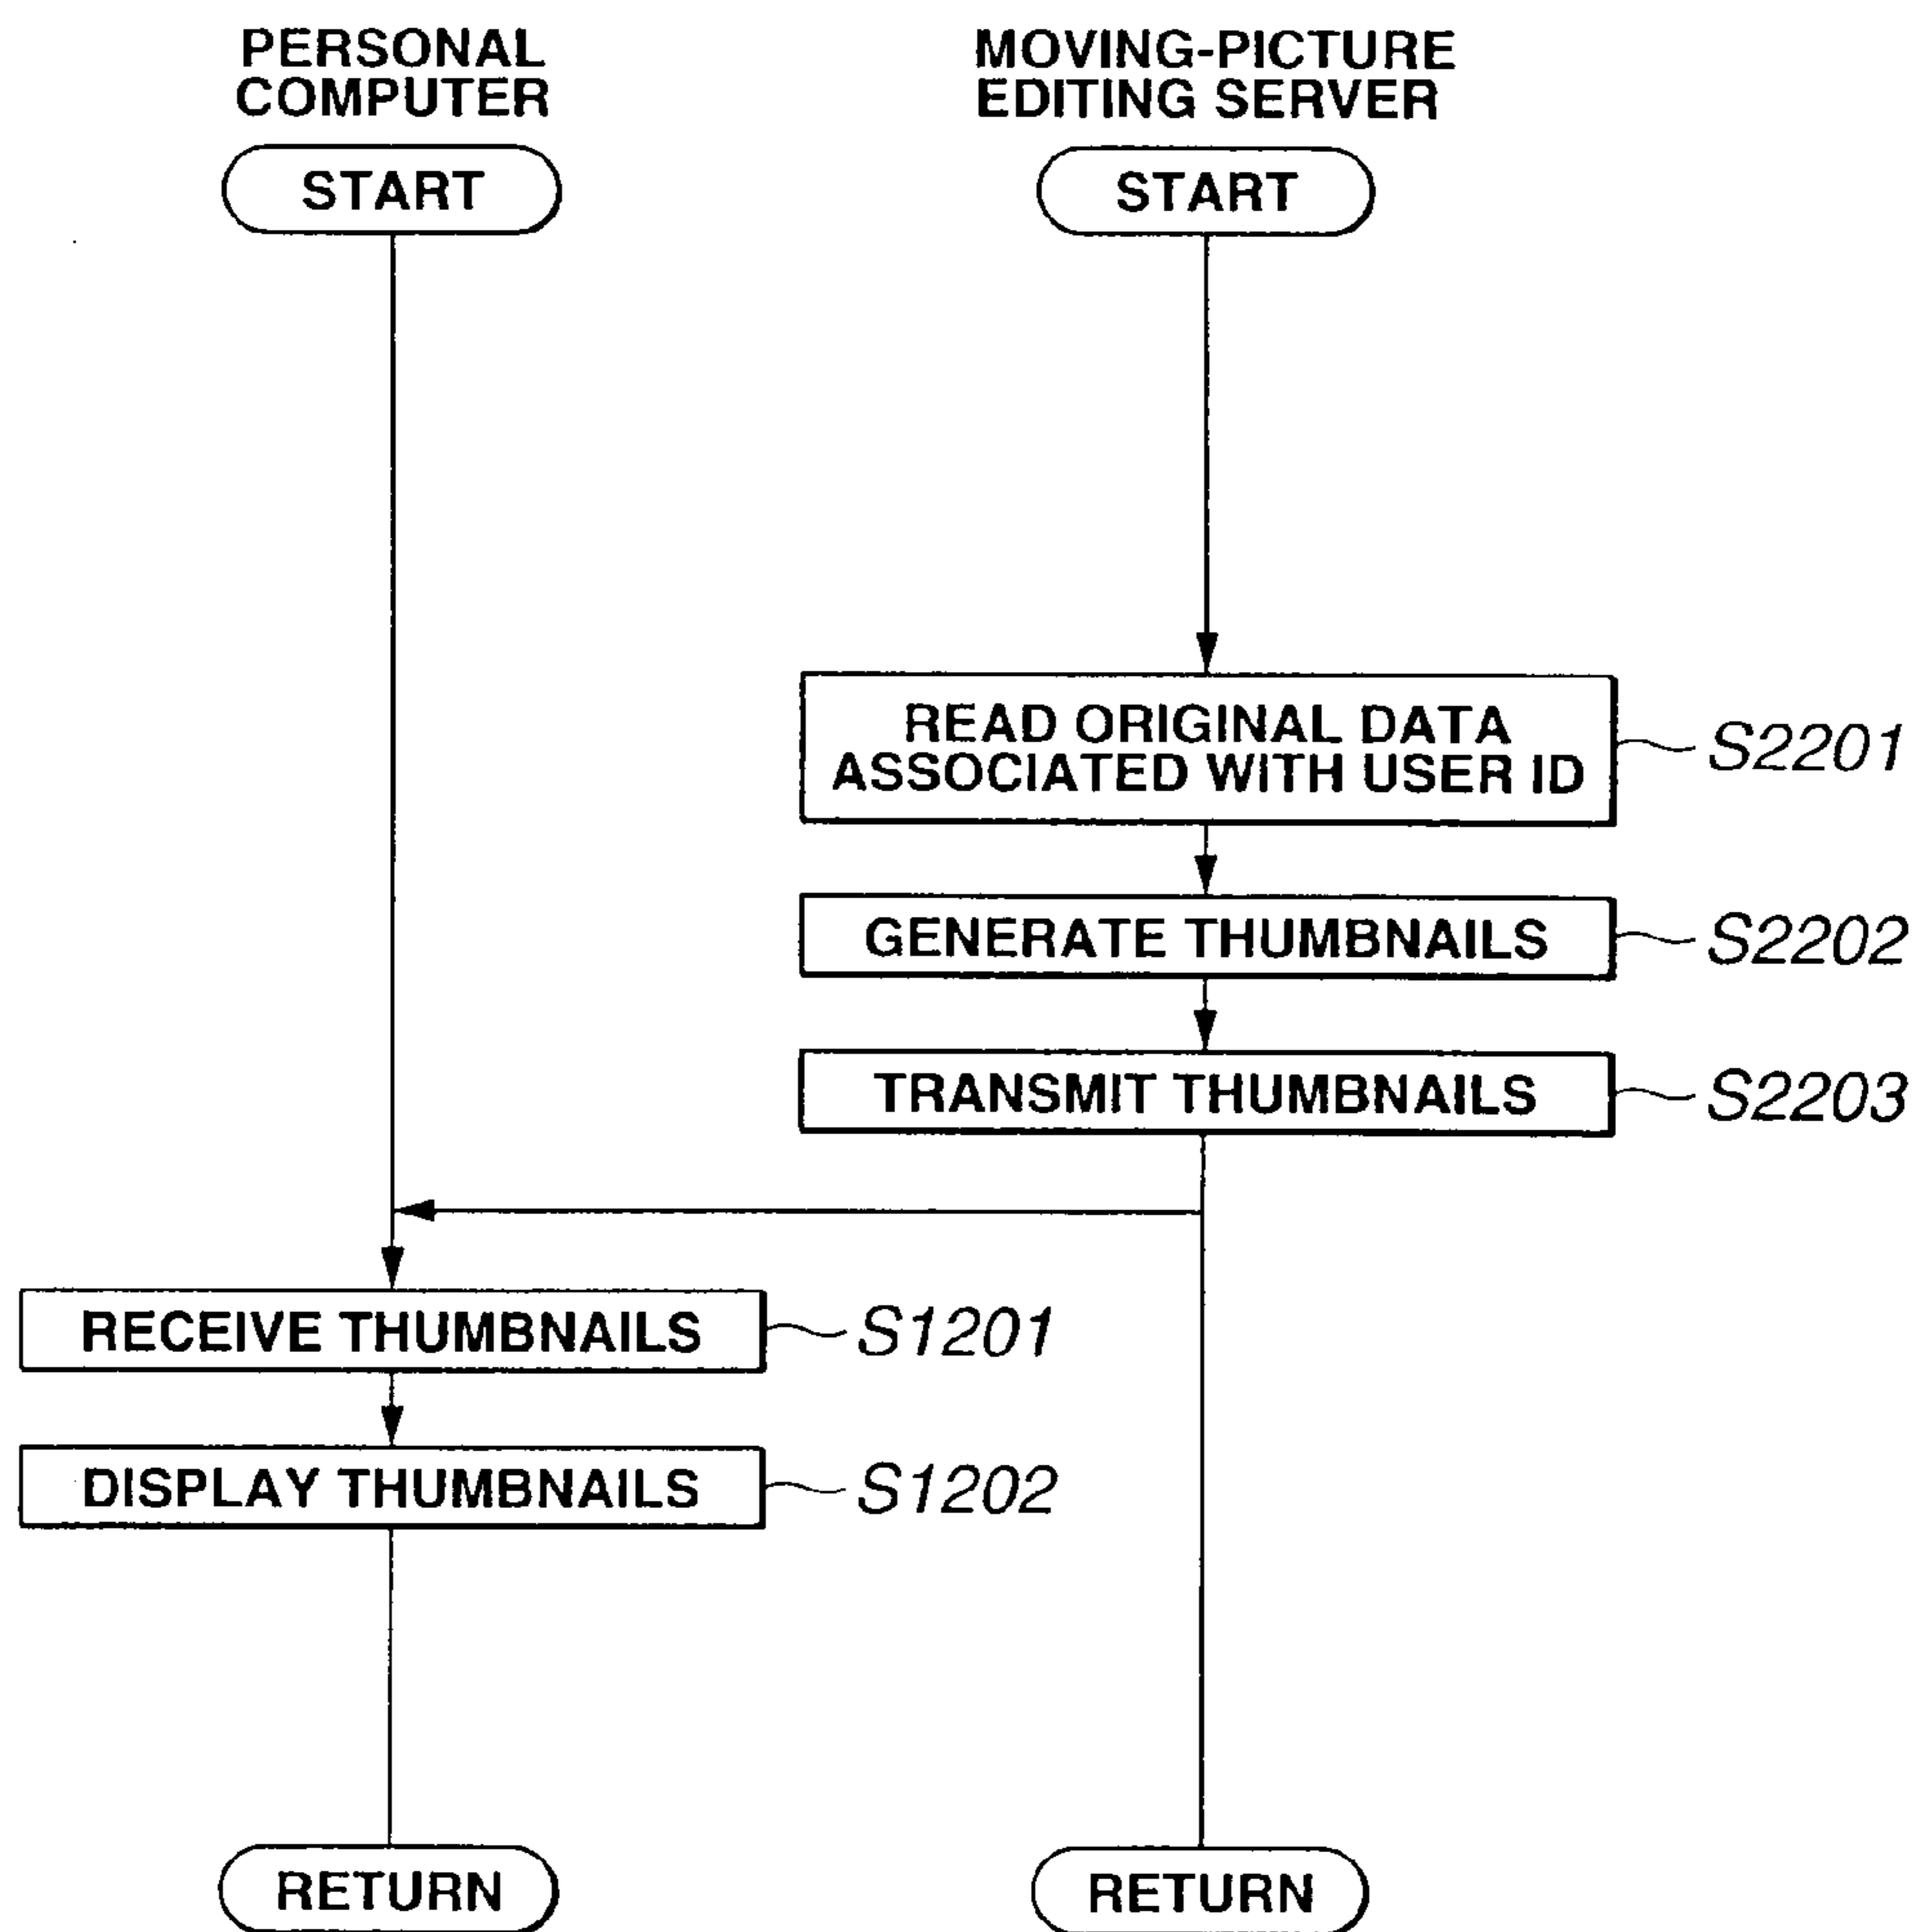 PERSONAL
COMPUTER
MOVING-PICTURE
EDITING SERVER
START
START
READ ORIGINAL DATA
ASSOCIATED WITH USER ID
S2201
GENERATE THUMBNAILS
S2202
TRANSMIT THUMBNAILS
S2203
RECEIVE THUMBNAILS
S1201
DISPLAY THUMBNAILS
S1202
RETURN
RETURN